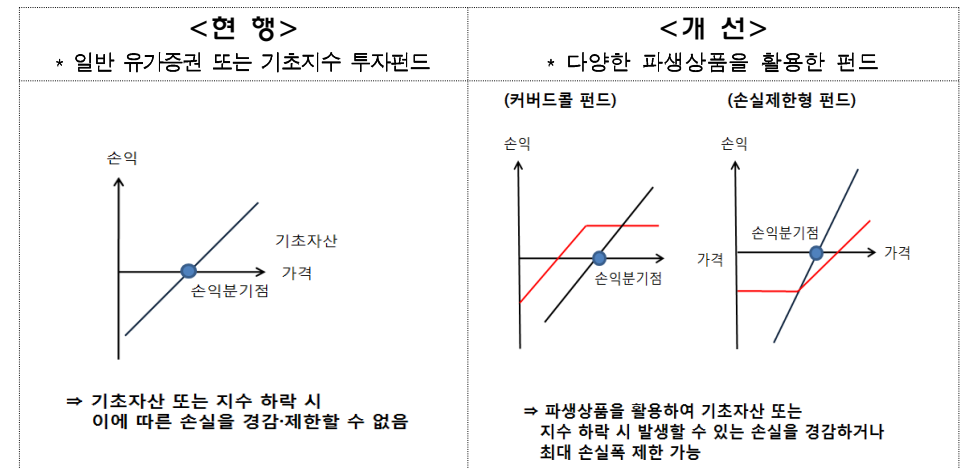 <현 행>
* 일반 유가증권 또는 기초지수 투자펀드
손익
기초자산
가격
손익분기점
⇒ 기초자산 또는 지수 하락 시
이에 따른 손실을 경감·제한할 수 없음
<개 선>
* 다양한 파생상품을 활용한 펀드
(커버드콜 펀드)
손익
손익분기점
가격
(손실제한형 펀드)
손익
손익분기점
가격
⇒ 파생상품을 활용하여 기초자산 또는
지수 하락 시 발생할 수 있는 손실을 경감하거나
최대 손실폭 제한 가능